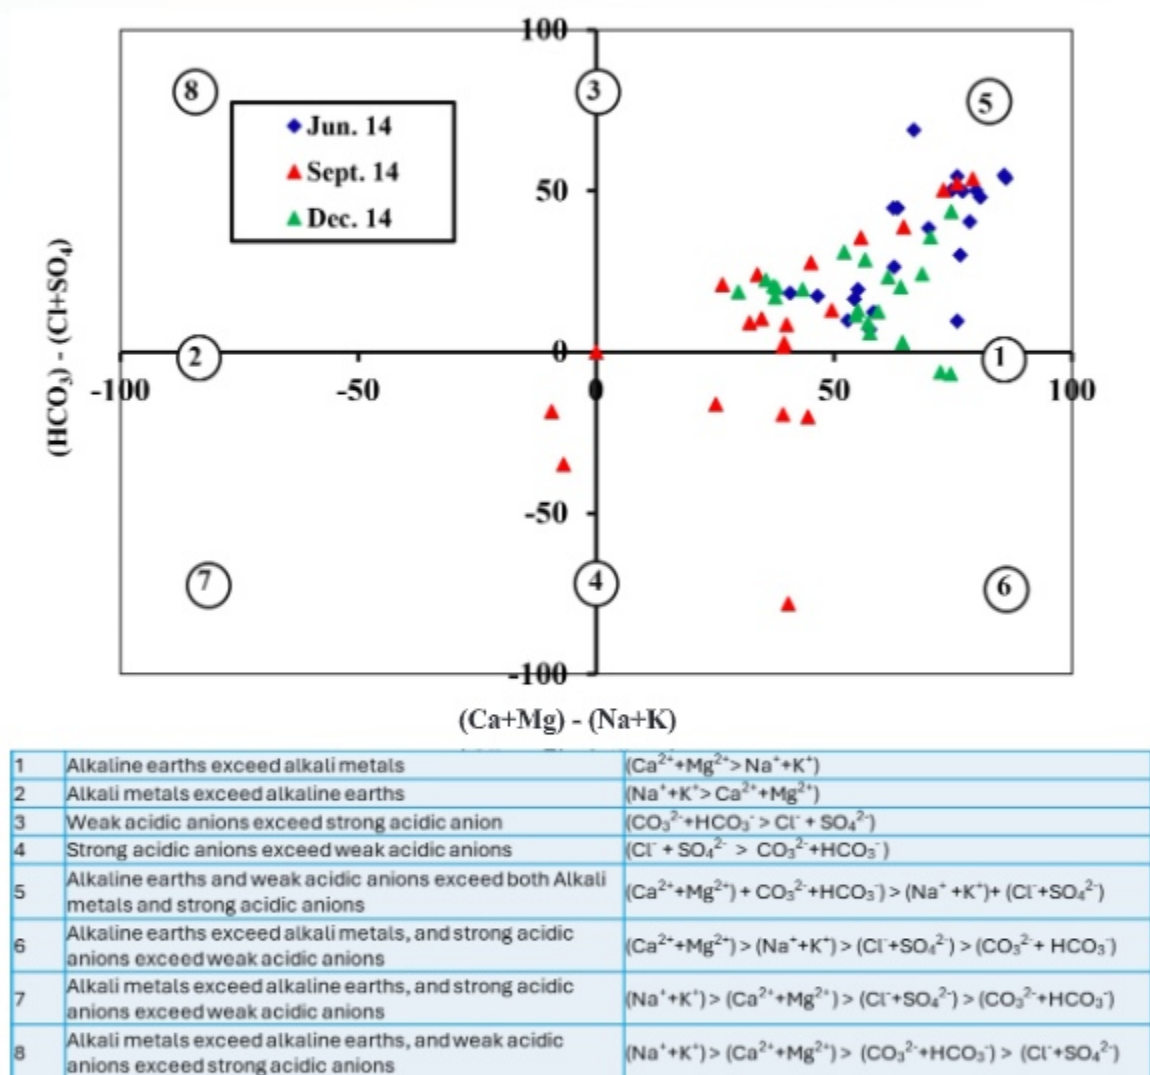 100
8
3
5
Jun. 14
Sept. 14
Dec. 14
50
(HCO₃) - (Cl+SO₄)
2
0
1
-100
-50
0
50
100
-50
7
4
6
-100
(Ca+Mg) - (Na+K)
1 Alkaline earths exceed alkali metals (Ca²⁺+Mg²⁺> Na⁺+K⁺)
2 Alkali metals exceed alkaline earths (Na⁺+K⁺> Ca²⁺+Mg²⁺)
3 Weak acidic anions exceed strong acidic anion (CO₃²⁻+HCO₃⁻ > Cl⁻ + SO₄²⁻)
4 Strong acidic anions exceed weak acidic anions (Cl⁻ + SO₄²⁻ > CO₃²⁻+HCO₃⁻)
5 Alkaline earths and weak acidic anions exceed both Alkali
metals and strong acidic anions (Ca²⁺+Mg²⁺) + CO₃²⁻+HCO₃⁻) > (Na⁺ +K⁺)+ (Cl⁻+SO₄²⁻)
6 Alkaline earths exceed alkali metals, and strong acidic
anions exceed weak acidic anions (Ca²⁺+Mg²⁺) > (Na⁺+K⁺) > (Cl⁻+SO₄²⁻) > (CO₃²⁻+ HCO₃⁻)
7 Alkali metals exceed alkaline earths, and strong acidic
anions exceed weak acidic anions (Na⁺+K⁺) > (Ca²⁺+Mg²⁺) > (Cl⁻+SO₄²⁻) > (CO₃²⁻+HCO₃⁻)
8 Alkali metals exceed alkaline earths, and weak acidic
anions exceed strong acidic anions (Na⁺+K⁺) > (Ca²⁺+Mg²⁺) > (CO₃²⁻+HCO₃⁻) > (Cl⁻+SO₄²⁻)